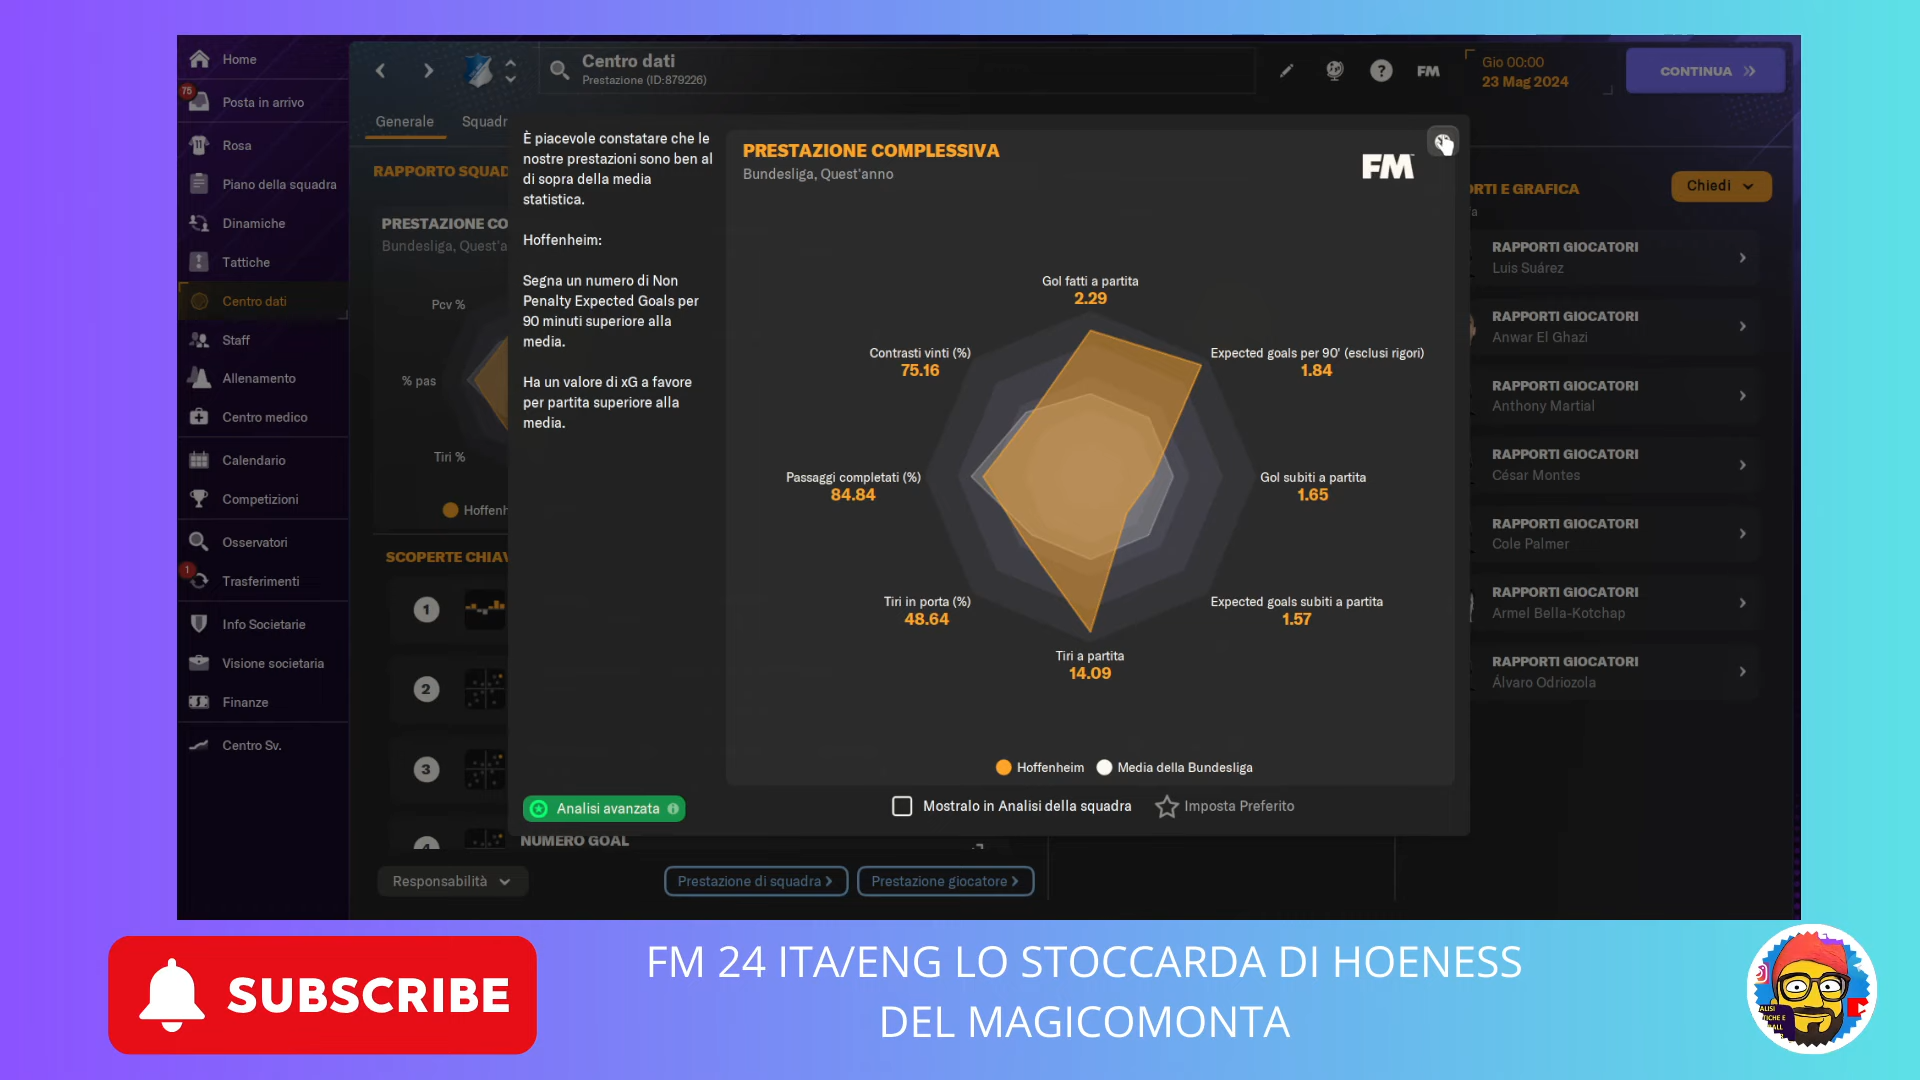 Home
75
Posta in arrivo
Rosa
Piano della squadra
Dinamiche
Tattiche
Centro dati
Staff
Allenamento
Centro medico
Calendario
Competizioni
Osservatori
1
Trasferimenti
Info Societarie
Visione societaria
Finanze
Centro Sv.
Centro dati
Prestazione (ID:879226)
FM
Gio 00:00
23 Mag 2024
CONTINUA
Generale
Squadr
RAPPORTO SQUAD
PRESTAZIONE CO
Bundesliga, Quest'a
Pcv %
% pas
Tiri %
Hoffenh
SCOPERTE CHIAV
1
2
3
4
È piacevole constatare che le
nostre prestazioni sono ben al
di sopra della media
statistica.
Hoffenheim:
Segna un numero di Non
Penalty Expected Goals per
90 minuti superiore alla
media.
Ha un valore di xG a favore
per partita superiore alla
media.
Analisi avanzata
PRESTAZIONE COMPLESSIVA
Bundesliga, Quest'anno
FM
Gol fatti a partita
2.29
Contrasti vinti (%)
75.16
Expected goals per 90' (esclusi rigori)
1.84
Passaggi completati (%)
84.84
Gol subiti a partita
1.65
Tiri in porta (%)
48.64
Expected goals subiti a partita
1.57
Tiri a partita
14.09
Hoffenheim
Media della Bundesliga
Mostralo in Analisi della squadra
Imposta Preferito
NUMERO GOAL
Responsabilità
Prestazione di squadra
Prestazione giocatore
RTI E GRAFICA
Chiedi
RAPPORTI GIOCATORI
Luis Suárez
RAPPORTI GIOCATORI
Anwar El Ghazi
RAPPORTI GIOCATORI
Anthony Martial
RAPPORTI GIOCATORI
César Montes
RAPPORTI GIOCATORI
Cole Palmer
RAPPORTI GIOCATORI
Armel Bella-Kotchap
RAPPORTI GIOCATORI
Álvaro Odriozola
SUBSCRIBE
FM 24 ITA/ENG LO STOCCARDA DI HOENESS
DEL MAGICOMONTA